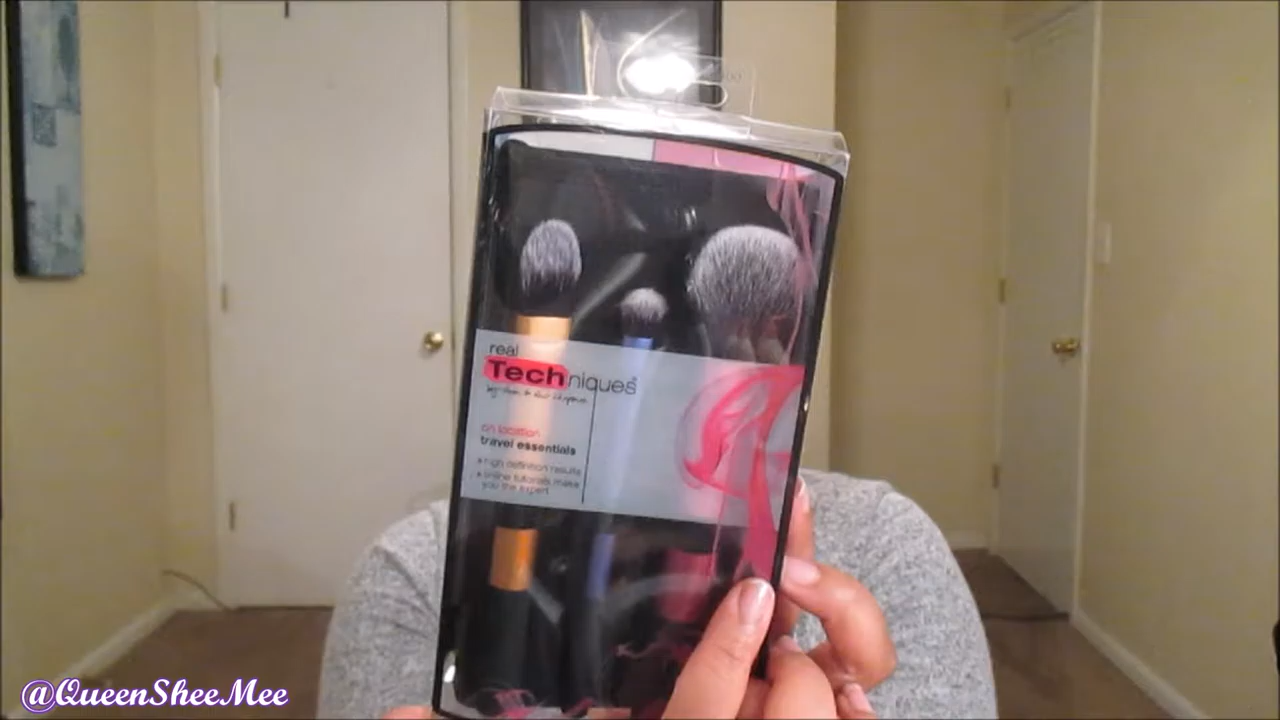 real
Techniques
on location
travel essentials
high definition results
online tutorials make
you the expert
@QueenSheeMee